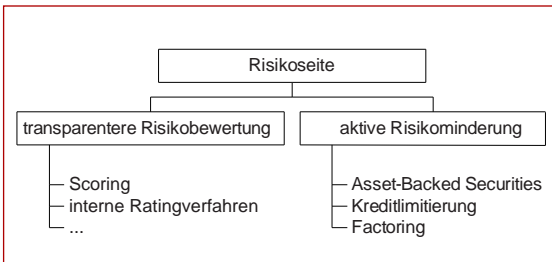 Risikoseite
transparentere Risikobewertung
aktive Risikominderung
Scoring
interne Ratingverfahren
...
Asset-Backed Securities
Kreditlimitierung
Factoring